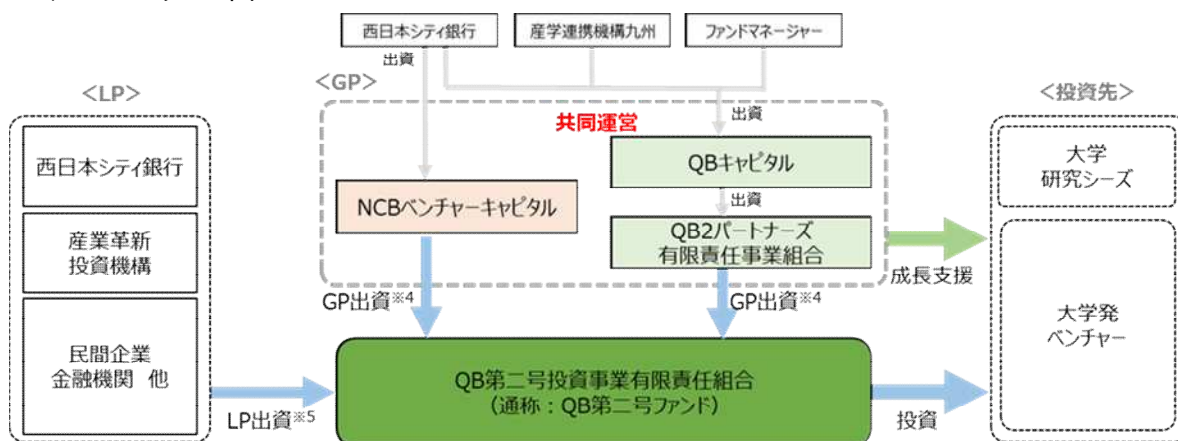 西日本シティ銀行
産学連携機構九州
ファンドマネージャー
出資
<GP>
<LP>
<投資先>
共同運営
出資
西日本シティ銀行
QBキャピタル
大学
研究シーズ
出資
NCBベンチャーキャピタル
産業革新
投資機構
QB2パートナーズ
有限責任事業組合
成長支援
GP出資※4
GP出資※4
大学発
ベンチャー
民間企業
金融機関 他
QB第二号投資事業有限責任組合
(通称:QB第二号ファンド)
LP出資※5
投資